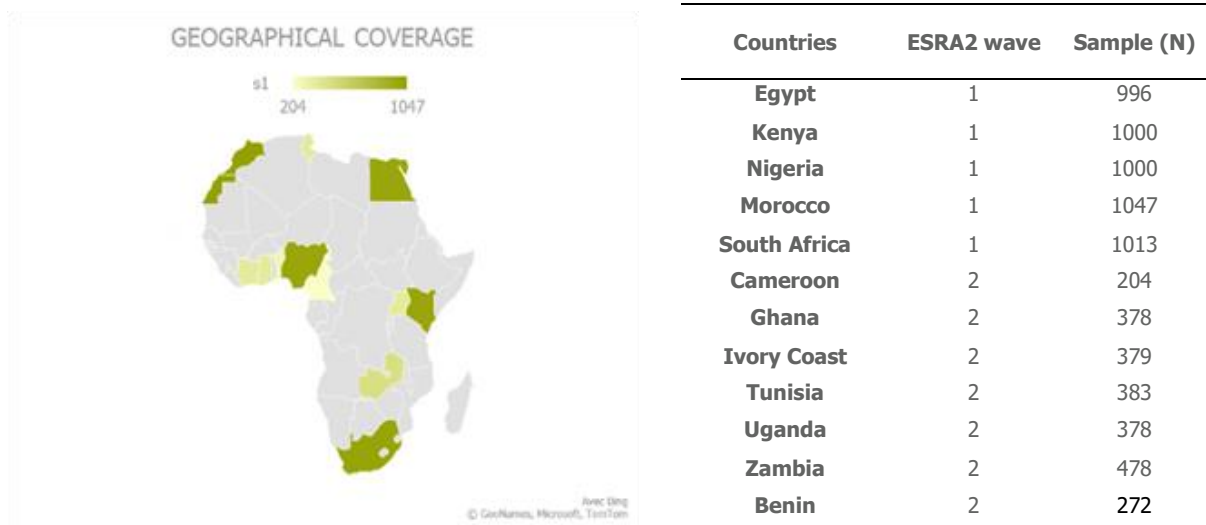 GEOGRAPHICAL COVERAGE
s1
204 1047
Avec Bing
© GeoNames, Microsoft, TomTom
Countries ESRA2 wave Sample (N)
Egypt 1 996
Kenya 1 1000
Nigeria 1 1000
Morocco 1 1047
South Africa 1 1013
Cameroon 2 204
Ghana 2 378
Ivory Coast 2 379
Tunisia 2 383
Uganda 2 378
Zambia 2 478
Benin 2 272